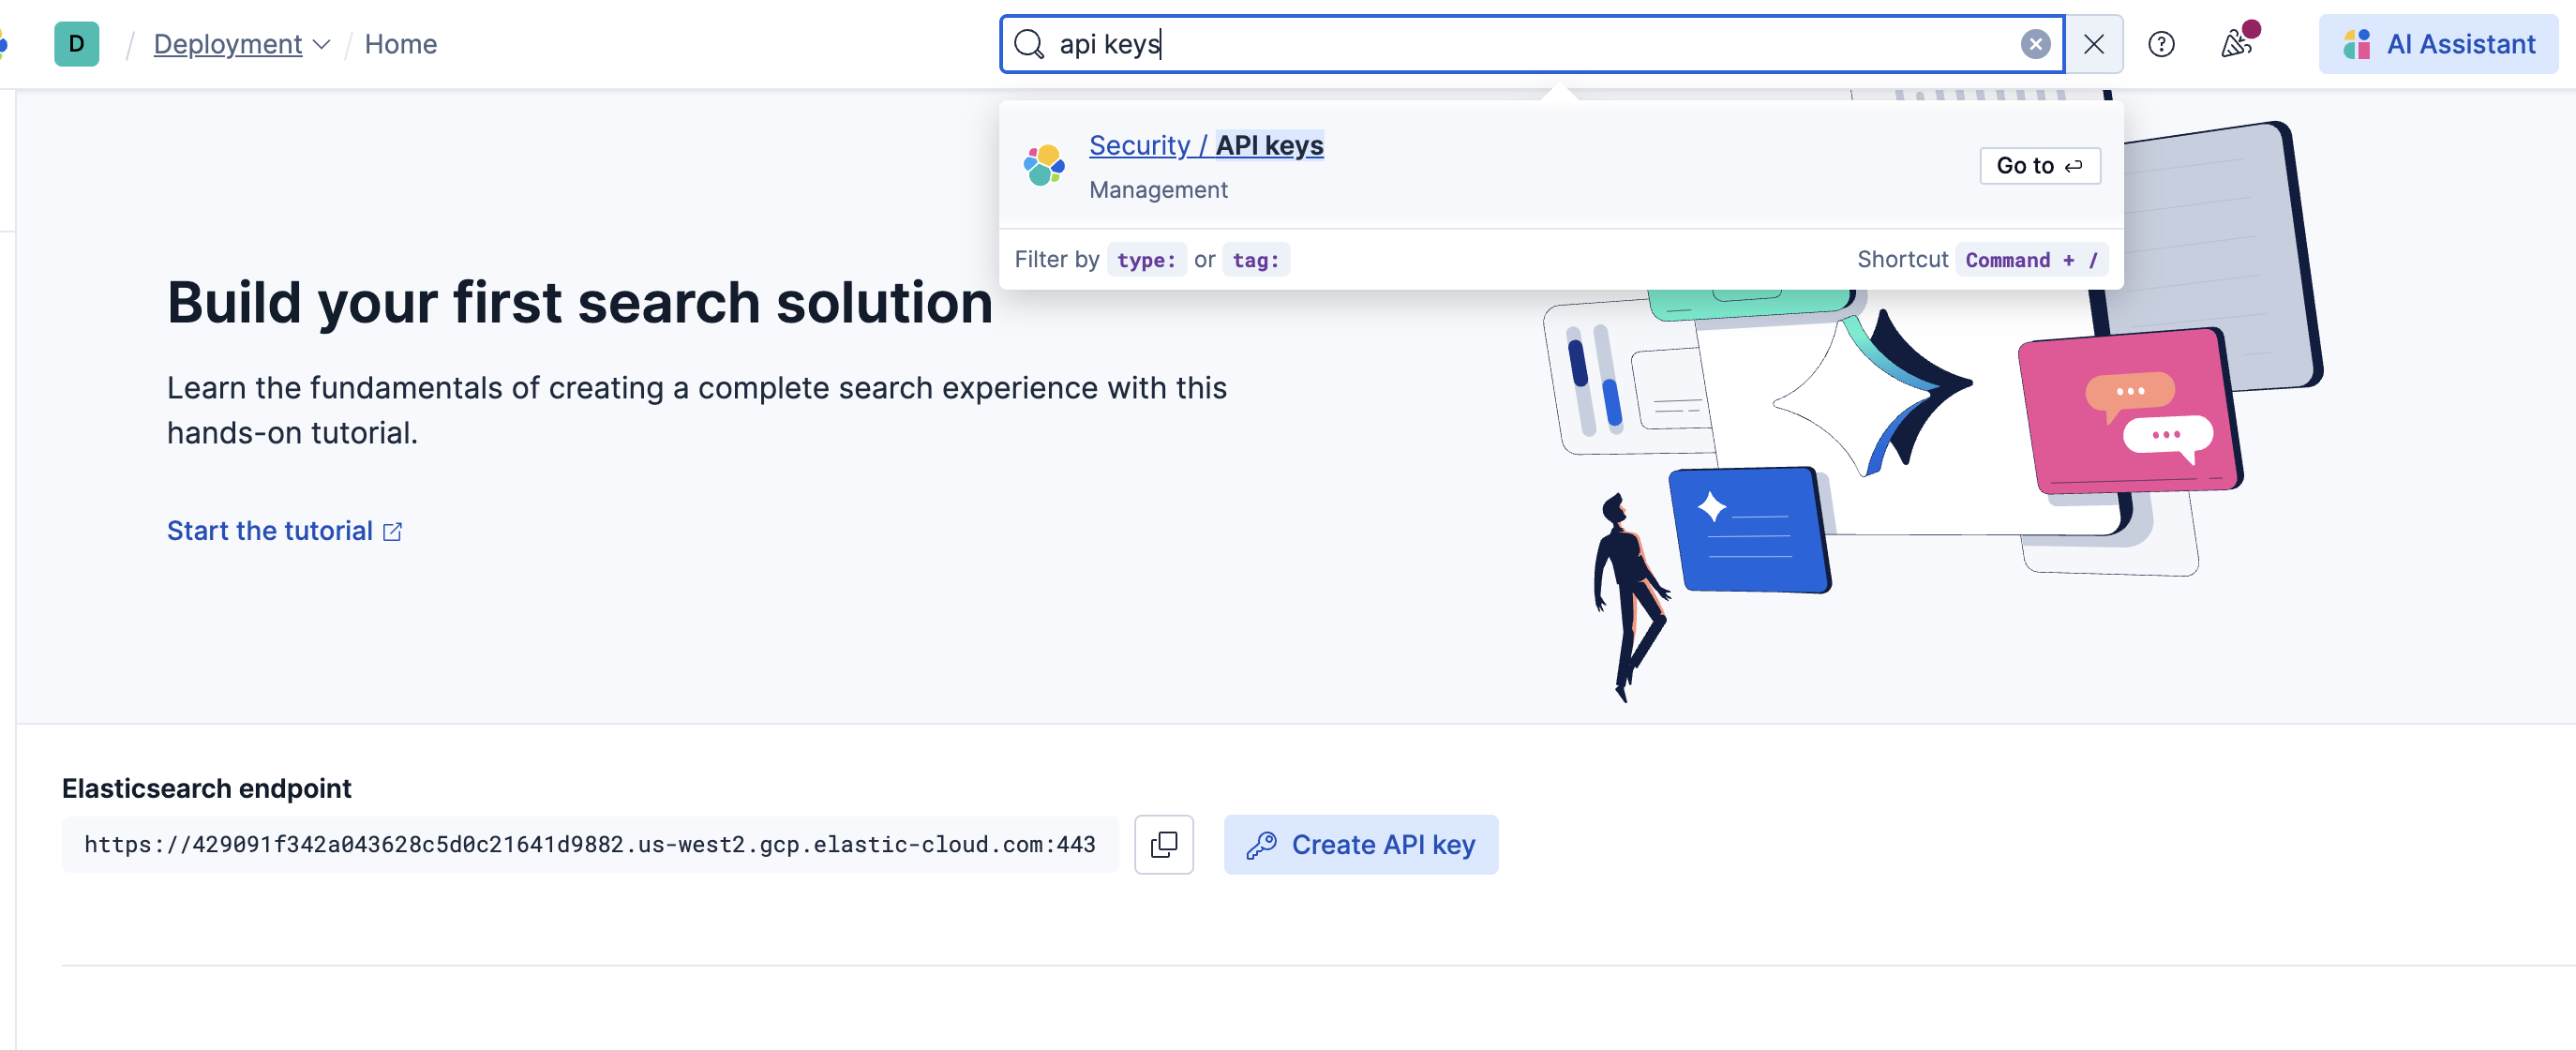 D / Deployment / Home
api keys
AI Assistant
Security / API keys
Management
Go to
Filter by type: or tag:
Shortcut Command + /
Build your first search solution
Learn the fundamentals of creating a complete search experience with this
hands-on tutorial.
Start the tutorial
Elasticsearch endpoint
https://429091f342a043628c5d0c21641d9882.us-west2.gcp.elastic-cloud.com:443
Create API key